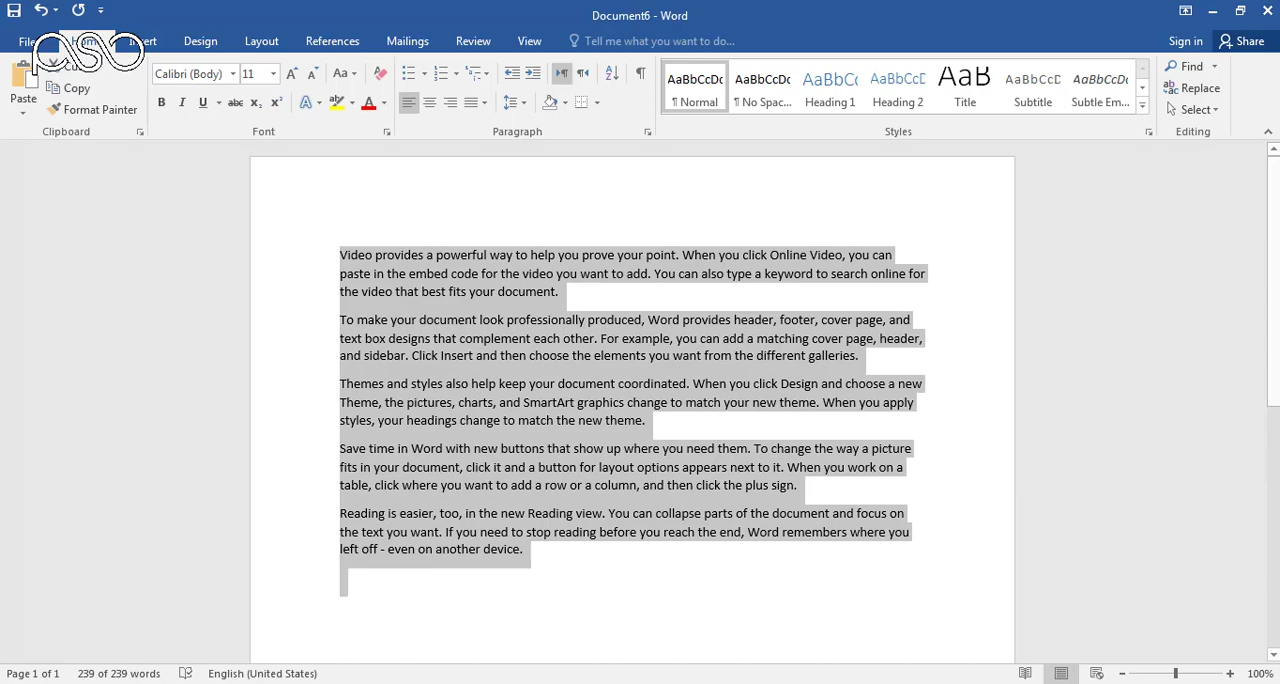 Document6 - Word
File Home Insert Design Layout References Mailings Review View Tell me what you want to do... Sign in Share
aso
Paste
Copy
Format Painter
Clipboard
Calibri (Body) 11
Aa
B I U abc x₂ x² A A
Font
Paragraph
AaBbCcDc AaBbCcDc AaBbCc AaBbCcD AaB AaBbCcD AaBbCcDc
¶ Normal ¶ No Spac... Heading 1 Heading 2 Title Subtitle Subtle Em...
Styles
Find
Replace
Select
Editing
Video provides a powerful way to help you prove your point. When you click Online Video, you can
paste in the embed code for the video you want to add. You can also type a keyword to search online for
the video that best fits your document.
To make your document look professionally produced, Word provides header, footer, cover page, and
text box designs that complement each other. For example, you can add a matching cover page, header,
and sidebar. Click Insert and then choose the elements you want from the different galleries.
Themes and styles also help keep your document coordinated. When you click Design and choose a new
Theme, the pictures, charts, and SmartArt graphics change to match your new theme. When you apply
styles, your headings change to match the new theme.
Save time in Word with new buttons that show up where you need them. To change the way a picture
fits in your document, click it and a button for layout options appears next to it. When you work on a
table, click where you want to add a row or a column, and then click the plus sign.
Reading is easier, too, in the new Reading view. You can collapse parts of the document and focus on
the text you want. If you need to stop reading before you reach the end, Word remembers where you
left off - even on another device.
Page 1 of 1 239 of 239 words English (United States) 100%